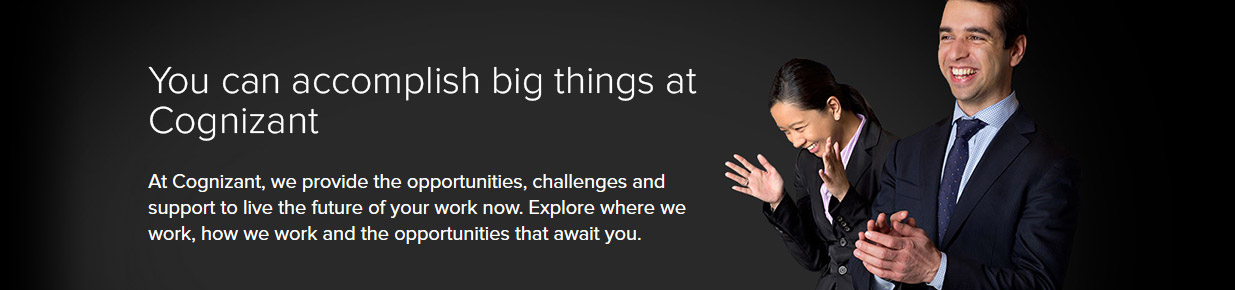 You can accomplish big things at
Cognizant
At Cognizant, we provide the opportunities, challenges and
support to live the future of your work now. Explore where we
work, how we work and the opportunities that await you.